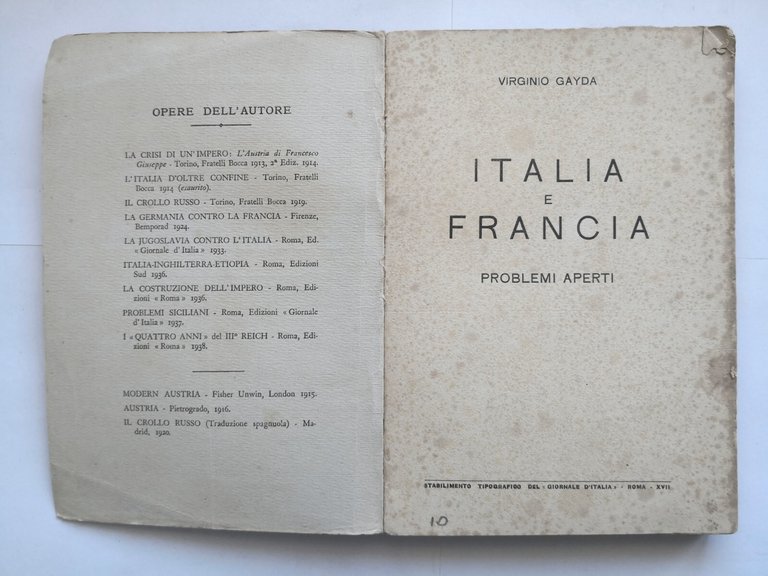 OPERE DELL'AUTORE
LA CRISI DI UN'IMPERO: L'Austria di Francesco
Giuseppe - Torino, Fratelli Bocca 1913, 2ª Ediz. 1914.
L'ITALIA D'OLTRE CONFINE - Torino, Fratelli
Bocca 1914 (esaurito).
IL CROLLO RUSSO - Torino, Fratelli Bocca 1919.
LA GERMANIA CONTRO LA FRANCIA - Firenze,
Bemporad 1924.
LA JUGOSLAVIA CONTRO L'ITALIA - Roma, Ed.
« Giornale d'Italia » 1933.
ITALIA-INGHILTERRA-ETIOPIA - Roma, Edizioni
Sud 1936.
LA COSTRUZIONE DELL'IMPERO - Roma, Edi-
zioni « Roma » 1936.
PROBLEMI SICILIANI - Roma, Edizioni « Giornale
d'Italia » 1937.
I « QUATTRO ANNI » del IIIº REICH - Roma, Edi-
zioni « Roma » 1938.
MODERN AUSTRIA - Fisher Unwin, London 1915.
AUSTRIA - Pietrogrado, 1916.
IL CROLLO RUSSO (Traduzione spagnuola) - Ma-
drid, 1920.
VIRGINIO GAYDA
ITALIA
E
FRANCIA
PROBLEMI APERTI
STABILIMENTO TIPOGRAFICO DEL « GIORNALE D'ITALIA » - ROMA - XVII
10